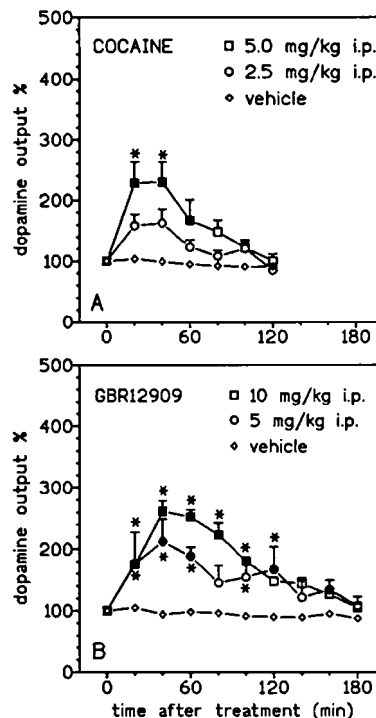 500
COCAINE
5.0 mg/kg i.p.
2.5 mg/kg i.p.
vehicle
400
300
200
100
0
dopamine output %
* *
A
0 60 120 180
500
GBR12909
10 mg/kg i.p.
5 mg/kg i.p.
vehicle
400
300
200
100
0
dopamine output %
* * * * * *
* * * *
B
0 60 120 180
time after treatment (min)